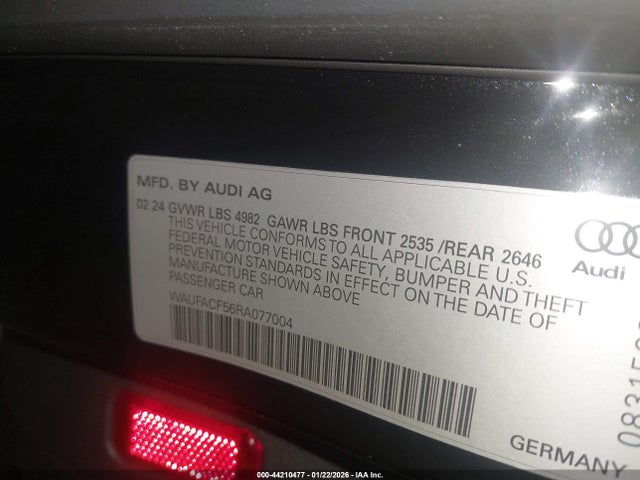 MFD. BY AUDI AG
02.24 GVWR LBS 4982 GAWR LBS FRONT 2535 /REAR 2646
THIS VEHICLE CONFORMS TO ALL APPLICABLE U.S.
FEDERAL MOTOR VEHICLE SAFETY, BUMPER AND THEFT
PREVENTION STANDARDS IN EFFECT ON THE DATE OF
MANUFACTURE SHOWN ABOVE
PASSENGER CAR
WAUFACF56RA077004
Audi
GERMANY
000-44210477 - 01/22/2026 - IAAI Inc.